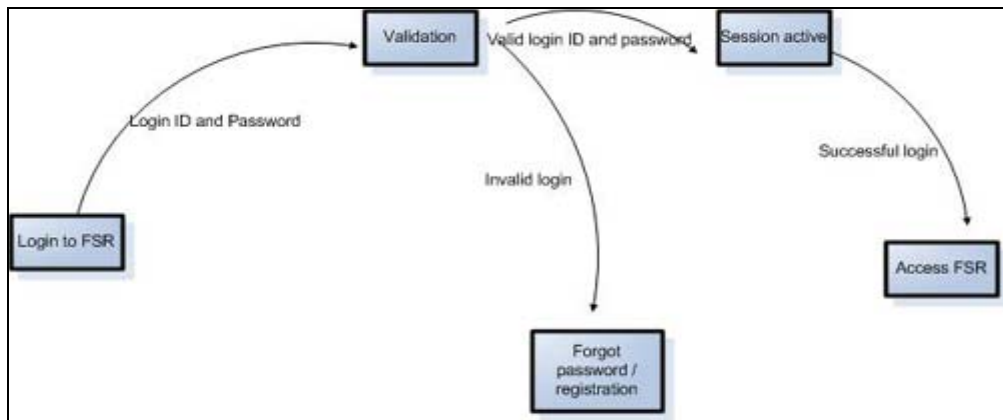 Validation
Valid login ID and password
Session active
Login ID and Password
Successful login
Invalid login
Login to FSR
Access FSR
Forgot
password /
registration